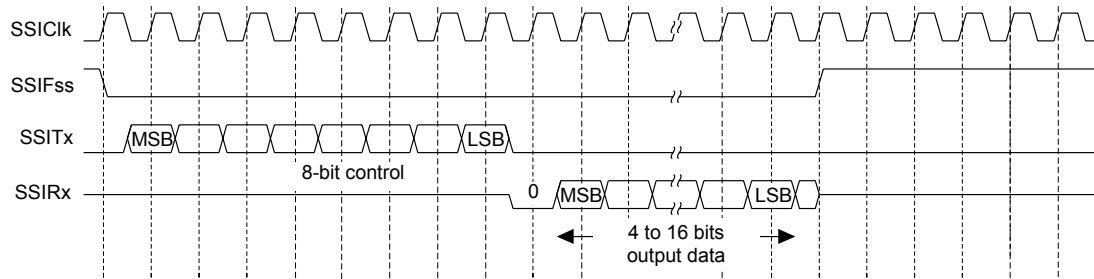 SSIClk
SSIFss
SSITx
MSB
LSB
8-bit control
SSIRx
0
MSB
LSB
4 to 16 bits
output data